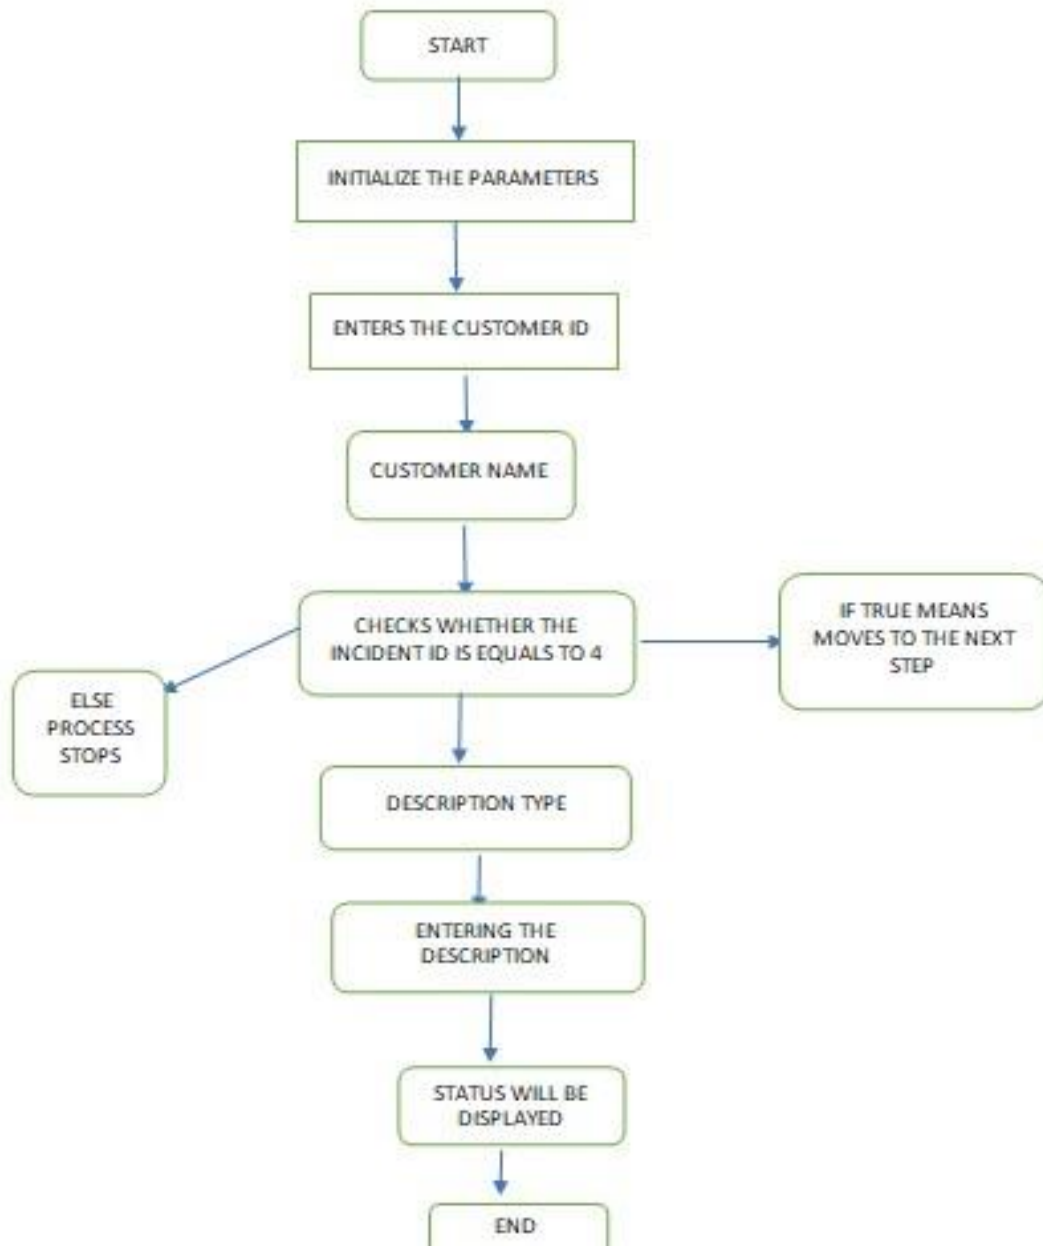 START
INITIALIZE THE PARAMETERS
ENTERS THE CUSTOMER ID
CUSTOMER NAME
CHECKS WHETHER THE
INCIDENT ID IS EQUALS TO 4
IF TRUE MEANS
MOVES TO THE NEXT
STEP
ELSE
PROCESS
STOPS
DESCRIPTION TYPE
ENTERING THE
DESCRIPTION
STATUS WILL BE
DISPLAYED
END